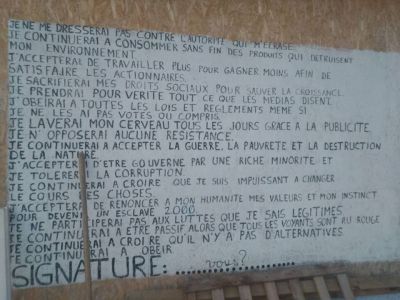 JE NE ME DRESSERAI PAS CONTRE L'AUTORITE QUI M'ECRASE.
JE CONTINUERAI A CONSOMMER SANS FIN DES PRODUITS QUI DETRUISENT
MON ENVIRONNEMENT.
J'ACCEPTERAI DE TRAVAILLER PLUS POUR GAGNER MOINS AFIN DE
SATISFAIRE LES ACTIONNAIRES.
JE SACRIFIERAI MES DROITS SOCIAUX POUR SAUVER LA CROISSANCE.
JE PRENDRAI POUR VERITE TOUT CE QUE LES MEDIAS DISENT.
J'OBEIRAI A TOUTES LES LOIS ET REGLEMENTS MEME SI
JE NE LES AI PAS VOTES OU COMPRIS.
JE LAVERAI MON CERVEAU TOUS LES JOURS GRACE A LA PUBLICITE.
JE N'OPPOSERAI AUCUNE RESISTANCE.
JE CONTINUERAI A ACCEPTER LA GUERRE, LA PAUVRETE ET LA DESTRUCTION
DE LA NATURE.
J'ACCEPTERAI D'ETRE GOUVERNE PAR UNE RICHE MINORITE ET
JE TOLERERAI LA CORRUPTION.
JE CONTINUERAI A CROIRE QUE JE SUIS IMPUISSANT A CHANGER
LE COURS DES CHOSES.
J'ACCEPTERAI DE RENONCER A MON HUMANITE MES VALEURS ET MON INSTINCT
POUR DEVENIR UN ESCLAVE 2000.
JE NE PARTICIPERAI PAS AUX LUTTES QUE JE SAIS LEGITIMES
JE CONTINUERAI A ETRE PASSIF ALORS QUE TOUS LES VOYANTS SONT AU ROUGE
JE CONTINUERAI A CROIRE QU'IL N'Y A PAS D'ALTERNATIVES
JE CONTINUERAI A OBEIR
SIGNATURE: ......vous?..............